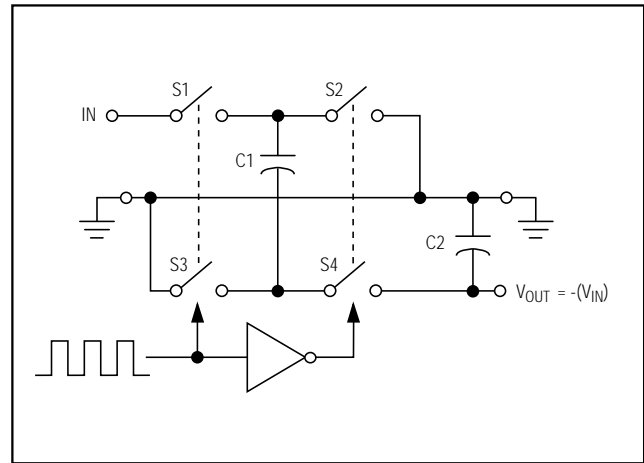 S1
S2
IN
C1
C2
S3
S4
VOUT = -(VIN)